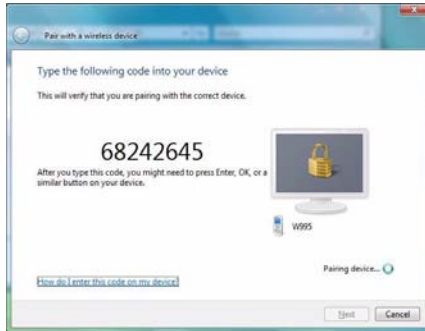 Pair with a wireless device
Type the following code into your device
This will verify that you are pairing with the correct device.
68242645
After you type this code, you might need to press Enter, OK, or a
similar button on your device.
W995
Pairing device...
How do I enter this code on my device?
Next
Cancel